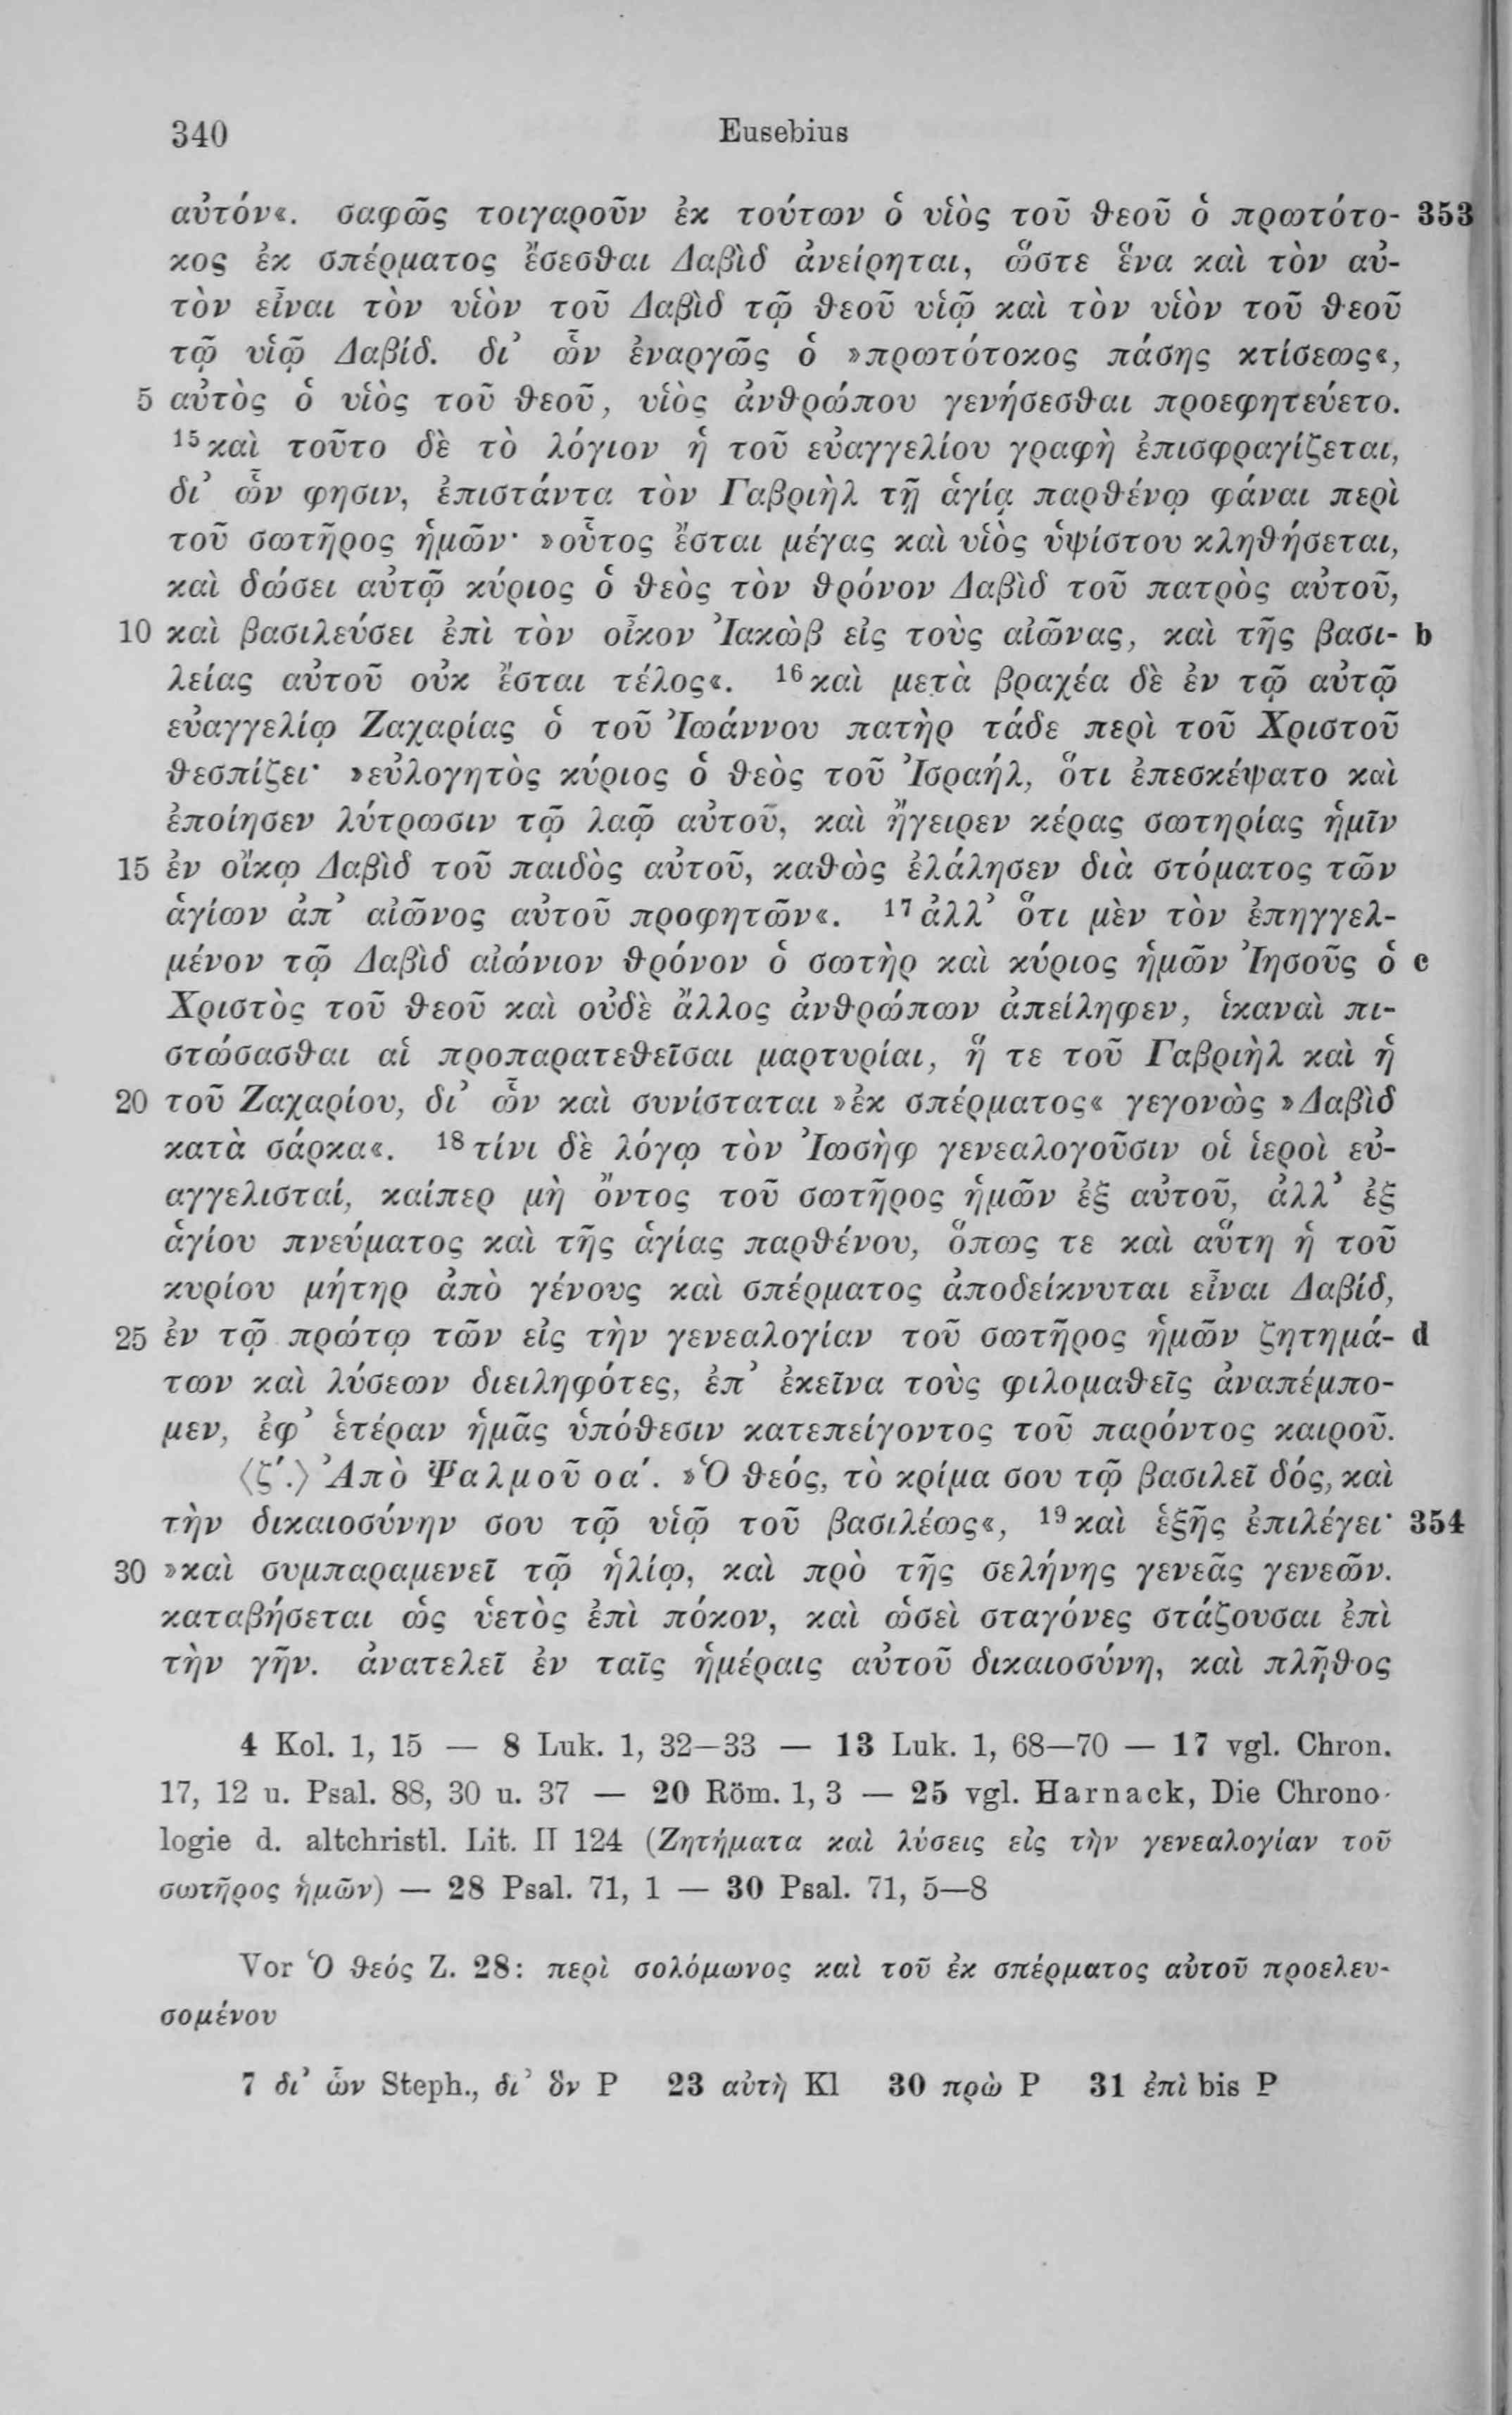 340 Eusebius
αὐτόν«. σαφῶς τοιγαροῦν ἐκ τούτων ὁ υἱὸς τοῦ θεοῦ ὁ πρωτότο- 353
κος ἐκ σπέρματος ἔσεσθαι Δαβὶδ ἀνείρηται, ὥστε ἕνα καὶ τὸν αὐ-
τὸν εἶναι τὸν υἱὸν τοῦ Δαβὶδ τῷ θεοῦ υἱῷ καὶ τὸν υἱὸν τοῦ θεοῦ
τῷ υἱῷ Δαβίδ. δι’ ὧν ἐναργῶς ὁ »πρωτότοκος πάσης κτίσεως«,
5 αὐτὸς ὁ υἱὸς τοῦ θεοῦ, υἱὸς ἀνθρώπου γενήσεσθαι προεφητεύετο.
¹⁵καὶ τοῦτο δὲ τὸ λόγιον ἡ τοῦ εὐαγγελίου γραφὴ ἐπισφραγίζεται,
δι’ ὧν φησιν, ἐπιστάντα τὸν Γαβριὴλ τῇ ἁγίᾳ παρθένῳ φάναι περὶ
τοῦ σωτῆρος ἡμῶν· »οὗτος ἔσται μέγας καὶ υἱὸς ὑψίστου κληθήσεται,
καὶ δώσει αὐτῷ κύριος ὁ θεὸς τὸν θρόνον Δαβὶδ τοῦ πατρὸς αὐτοῦ,
10 καὶ βασιλεύσει ἐπὶ τὸν οἶκον Ἰακὼβ εἰς τοὺς αἰῶνας, καὶ τῆς βασι- b
λείας αὐτοῦ οὐκ ἔσται τέλος«. ¹⁶καὶ μετὰ βραχέα δὲ ἐν τῷ αὐτῷ
εὐαγγελίῳ Ζαχαρίας ὁ τοῦ Ἰωάννου πατὴρ τάδε περὶ τοῦ Χριστοῦ
θεσπίζει· »εὐλογητὸς κύριος ὁ θεὸς τοῦ Ἰσραήλ, ὅτι ἐπεσκέψατο καὶ
ἐποίησεν λύτρωσιν τῷ λαῷ αὐτοῦ, καὶ ἤγειρεν κέρας σωτηρίας ἡμῖν
15 ἐν οἴκῳ Δαβὶδ τοῦ παιδὸς αὐτοῦ, καθὼς ἐλάλησεν διὰ στόματος τῶν
ἁγίων ἀπ’ αἰῶνος αὐτοῦ προφητῶν«. ¹⁷ἀλλ’ ὅτι μὲν τὸν ἐπηγγελ-
μένον τῷ Δαβὶδ αἰώνιον θρόνον ὁ σωτὴρ καὶ κύριος ἡμῶν Ἰησοῦς ὁ c
Χριστὸς τοῦ θεοῦ καὶ οὐδὲ ἄλλος ἀνθρώπων ἀπείληφεν, ἱκαναὶ πι-
στώσασθαι αἱ προπαρατεθεῖσαι μαρτυρίαι, ἥ τε τοῦ Γαβριὴλ καὶ ἡ
20 τοῦ Ζαχαρίου, δι’ ὧν καὶ συνίσταται »ἐκ σπέρματος« γεγονὼς »Δαβὶδ
κατὰ σάρκα«. ¹⁸τίνι δὲ λόγῳ τὸν Ἰωσὴφ γενεαλογοῦσιν οἱ ἱεροὶ εὐ-
αγγελισταί, καίπερ μὴ ὄντος τοῦ σωτῆρος ἡμῶν ἐξ αὐτοῦ, ἀλλ’ ἐξ
ἁγίου πνεύματος καὶ τῆς ἁγίας παρθένου, ὅπως τε καὶ αὕτη ἡ τοῦ
κυρίου μήτηρ ἀπὸ γένους καὶ σπέρματος ἀποδείκνυται εἶναι Δαβίδ,
25 ἐν τῷ πρώτῳ τῶν εἰς τὴν γενεαλογίαν τοῦ σωτῆρος ἡμῶν ζητημά- d
των καὶ λύσεων διειληφότες, ἐπ’ ἐκεῖνα τοὺς φιλομαθεῖς ἀναπέμπο-
μεν, ἐφ’ ἑτέραν ἡμᾶς ὑπόθεσιν κατεπείγοντος τοῦ παρόντος καιροῦ.
⟨ζ′.⟩ Ἀπὸ Ψαλμοῦ οα′. »Ὁ θεός, τὸ κρίμα σου τῷ βασιλεῖ δός, καὶ
τὴν δικαιοσύνην σου τῷ υἱῷ τοῦ βασιλέως«, ¹⁹καὶ ἑξῆς ἐπιλέγει· 354
30 »καὶ συμπαραμενεῖ τῷ ἡλίῳ, καὶ πρὸ τῆς σελήνης γενεᾶς γενεῶν.
καταβήσεται ὡς ὑετὸς ἐπὶ πόκον, καὶ ὡσεὶ σταγόνες στάζουσαι ἐπὶ
τὴν γῆν. ἀνατελεῖ ἐν ταῖς ἡμέραις αὐτοῦ δικαιοσύνη, καὶ πλῆθος
4 Kol. 1, 15 — 8 Luk. 1, 32—33 — 13 Luk. 1, 68—70 — 17 vgl. Chron.
17, 12 u. Psal. 88, 30 u. 37 — 20 Röm. 1, 3 — 25 vgl. Harnack, Die Chrono-
logie d. altchristl. Lit. II 124 (Ζητήματα καὶ λύσεις εἰς τὴν γενεαλογίαν τοῦ
σωτῆρος ἡμῶν) — 28 Psal. 71, 1 — 30 Psal. 71, 5—8
Vor Ὁ θεός Z. 28: περὶ σολόμωνος καὶ τοῦ ἐκ σπέρματος αὐτοῦ προελευ-
σομένου
7 δι’ ὧν Steph., δι’ ὃν P 23 αὐτὴ Kl 30 πρὼ P 31 ἐπὶ bis P